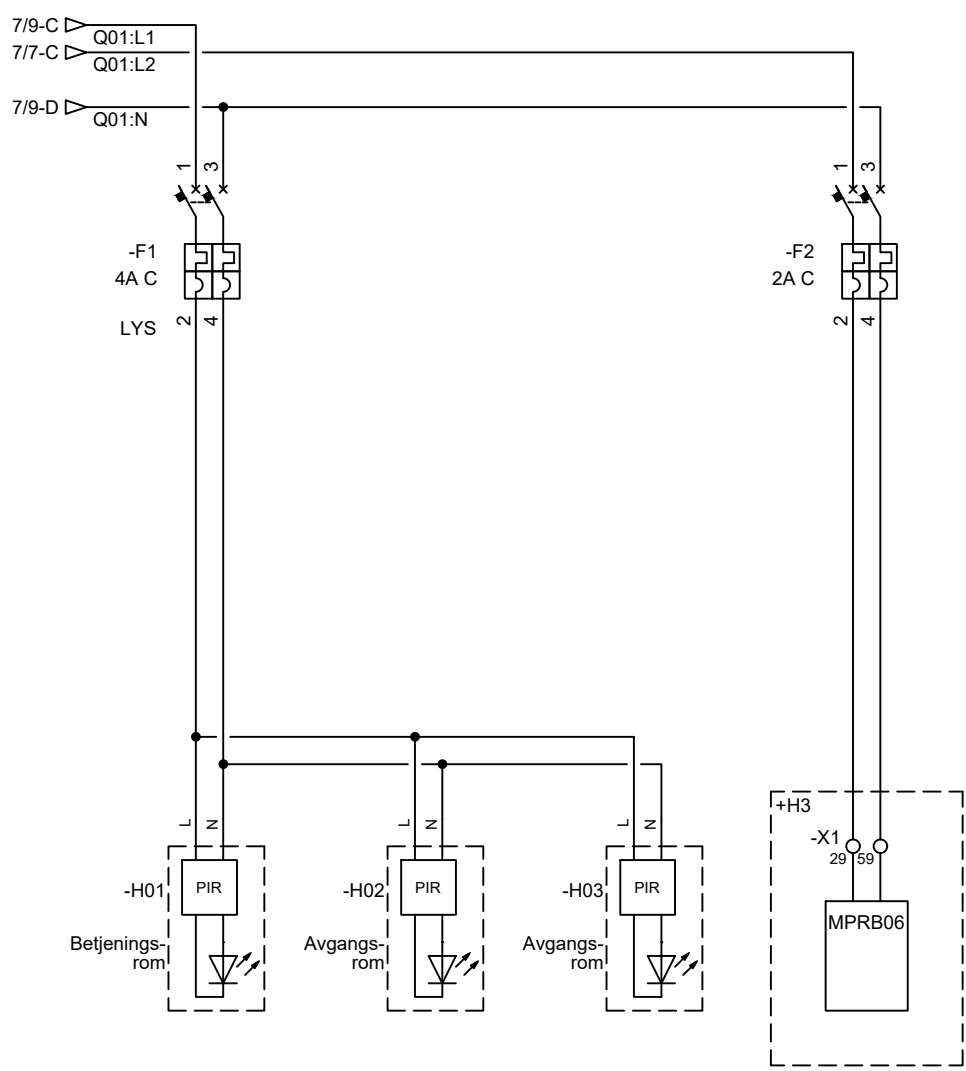 7/9-C
Q01:L1
7/7-C
Q01:L2
7/9-D
Q01:N
1 3
1 3
-F1
4A C
LYS
2 4
-F2
2A C
2 4
L N
L N
L N
-H01
PIR
Betjenings-
rom
-H02
PIR
Avgangs-
rom
-H03
PIR
Avgangs-
rom
+H3
-X1
29 59
MPRB06